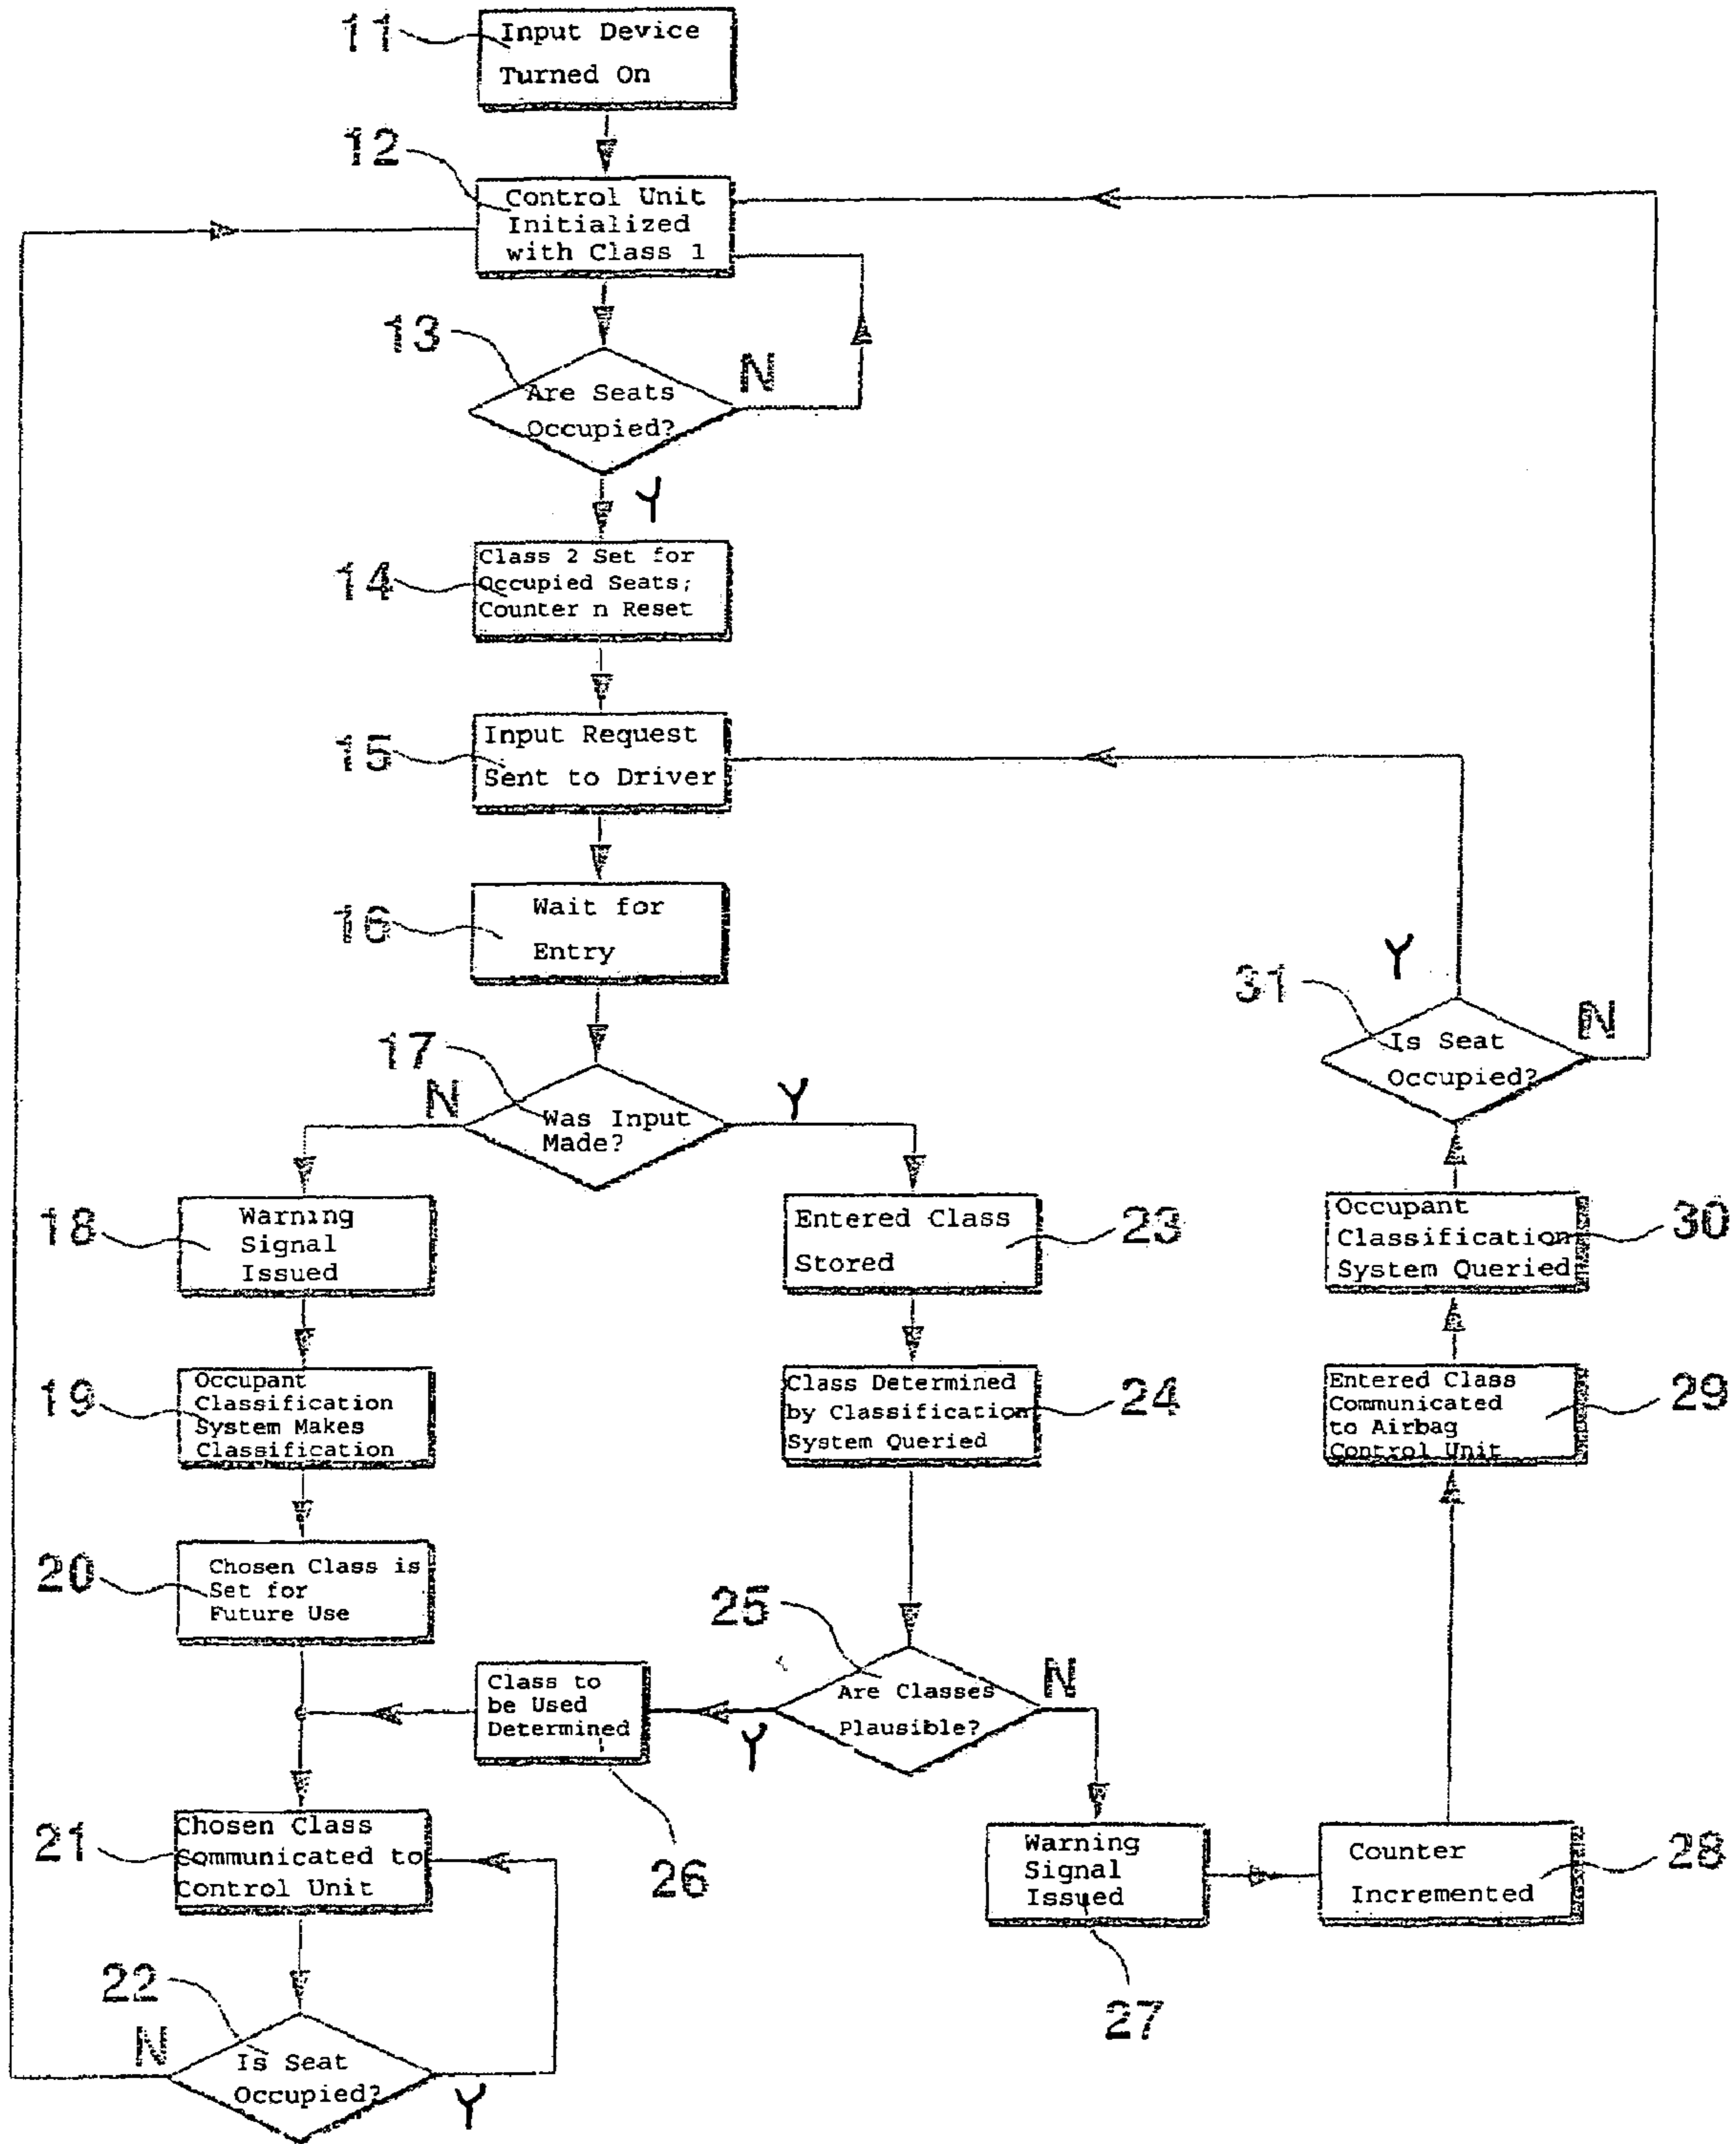 11
Input Device
Turned On
12
Control Unit
Initialized
with Class 1
13
Are Seats
Occupied?
N
Y
14
Class 2 Set for
Occupied Seats;
Counter n Reset
15
Input Request
Sent to Driver
16
Wait for
Entry
17
Was Input
Made?
N
Y
18
Warning
Signal
Issued
19
Occupant
Classification
System Makes
Classification
20
Chosen Class is
Set for
Future Use
21
Chosen Class
Communicated to
Control Unit
22
Is Seat
Occupied?
N
Y
23
Entered Class
Stored
24
Class Determined
by Classification
System Queried
25
Are Classes
Plausible?
Y
N
26
Class to
be Used
Determined
27
Warning
Signal
Issued
28
Counter
Incremented
29
Entered Class
Communicated
to Airbag
Control Unit
30
Occupant
Classification
System Queried
31
Is Seat
Occupied?
Y
N